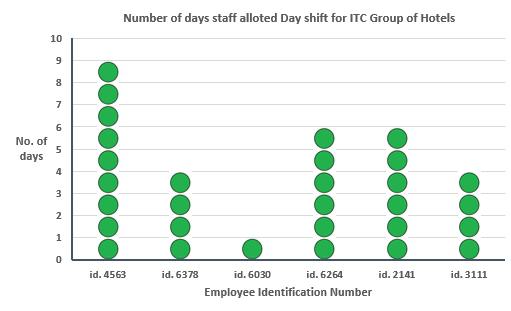 Number of days staff alloted Day shift for ITC Group of Hotels
10
9
8
7
6
5
4
3
2
1
0
No. of
days
id. 4563 id. 6378 id. 6030 id. 6264 id. 2141 id. 3111
Employee Identification Number